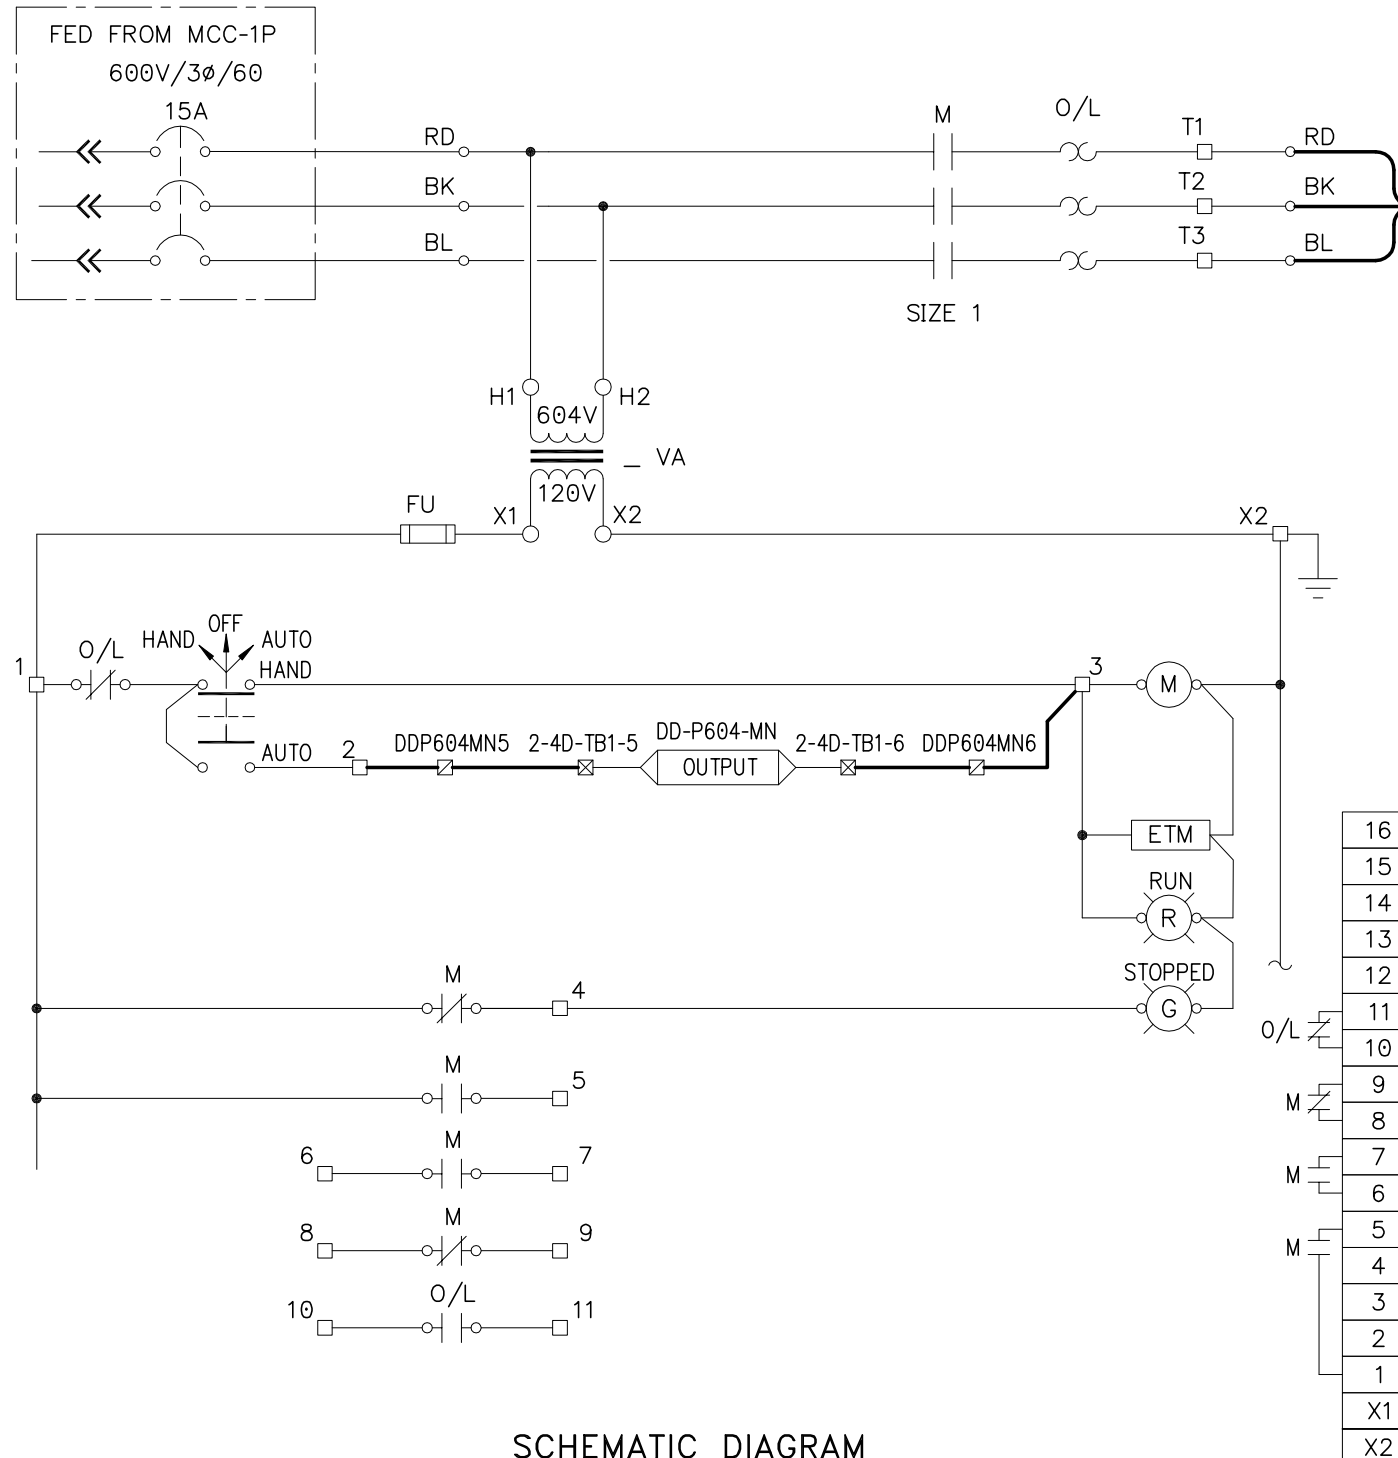 FED FROM MCC-1P
600V/3ø/60
15A
RD
BK
BL
M
O/L
T1
T2
T3
RD
BK
BL
SIZE 1
H1
H2
604V
_ VA
120V
FU
X1
X2
X2
1
O/L
HAND
OFF
AUTO
HAND
AUTO
2
DDP604MN5
2-4D-TB1-5
DD-P604-MN
OUTPUT
2-4D-TB1-6
DDP604MN6
3
M
ETM
RUN
R
STOPPED
G
M
4
M
5
6
M
7
8
M
9
10
O/L
11
16
15
14
13
12
11
O/L
10
9
M
8
7
M
6
5
M
4
3
2
1
X1
X2
SCHEMATIC DIAGRAM